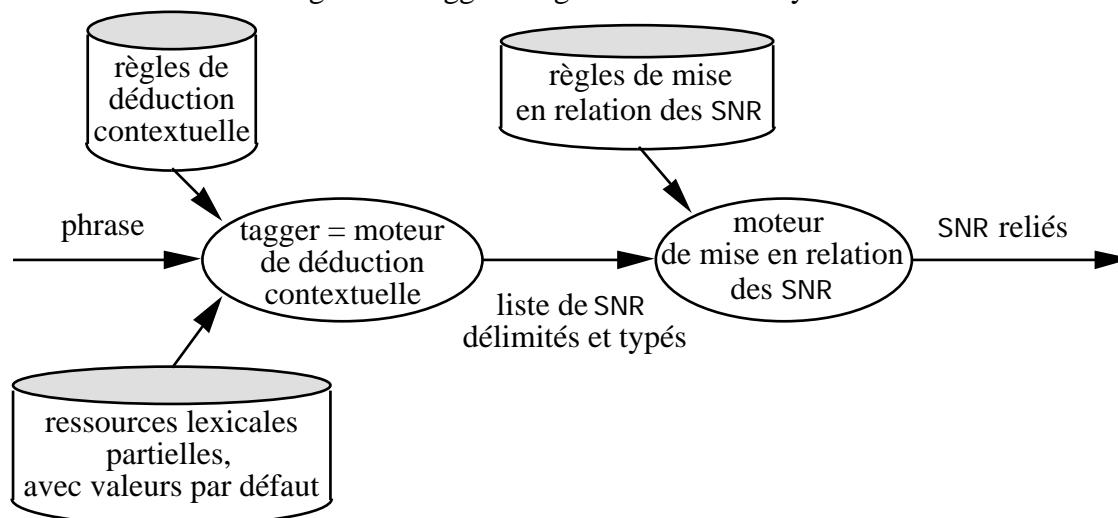 règles de
déduction
contextuelle
règles de mise
en relation des SNR
phrase
tagger = moteur
de déduction
contextuelle
liste de SNR
délimités et typés
moteur
de mise en relation
des SNR
SNR reliés
ressources lexicales
partielles,
avec valeurs par défaut